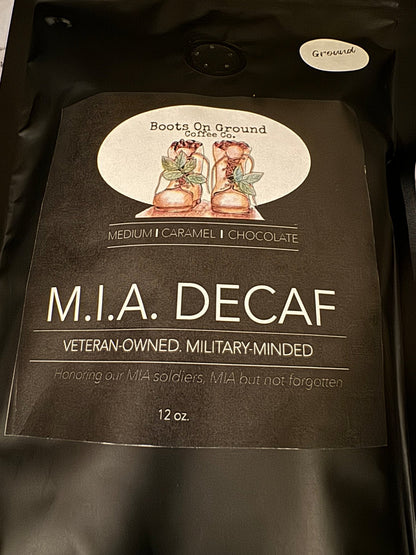 Ground
Boots On Ground
Coffee Co.
MEDIUM | CARAMEL | CHOCOLATE
M.I.A. DECAF
VETERAN-OWNED. MILITARY-MINDED
Honoring our MIA soldiers, MIA but not forgotten
12 oz.